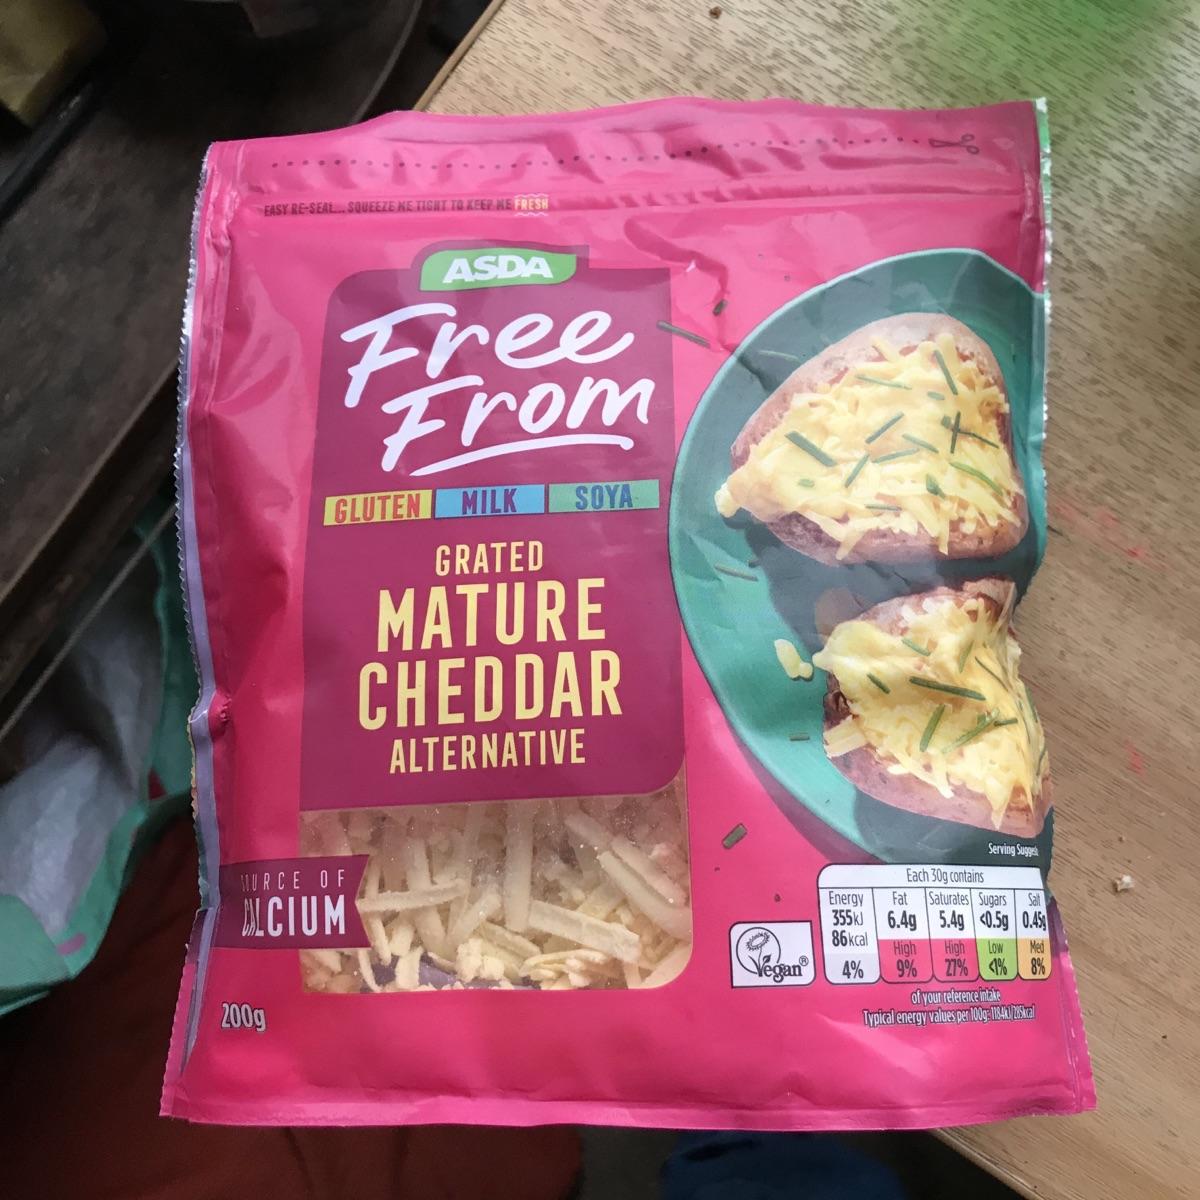 EASY RE-SEAL... SQUEEZE ME TIGHT TO KEEP ME FRESH
ASDA
Free
From
GLUTEN MILK SOYA
GRATED
MATURE
CHEDDAR
ALTERNATIVE
SOURCE OF
CALCIUM
200g
Serving Sugges
Each 30g contains
Energy Fat Saturates Sugars Salt
355kJ 6.4g 5.4g <0.5g 0.45g
86kcal High High Low Med
4% 9% 27% <1% 8%
of your reference intake
Typical energy values per 100g: 1184kJ/285kcal
Vegan®